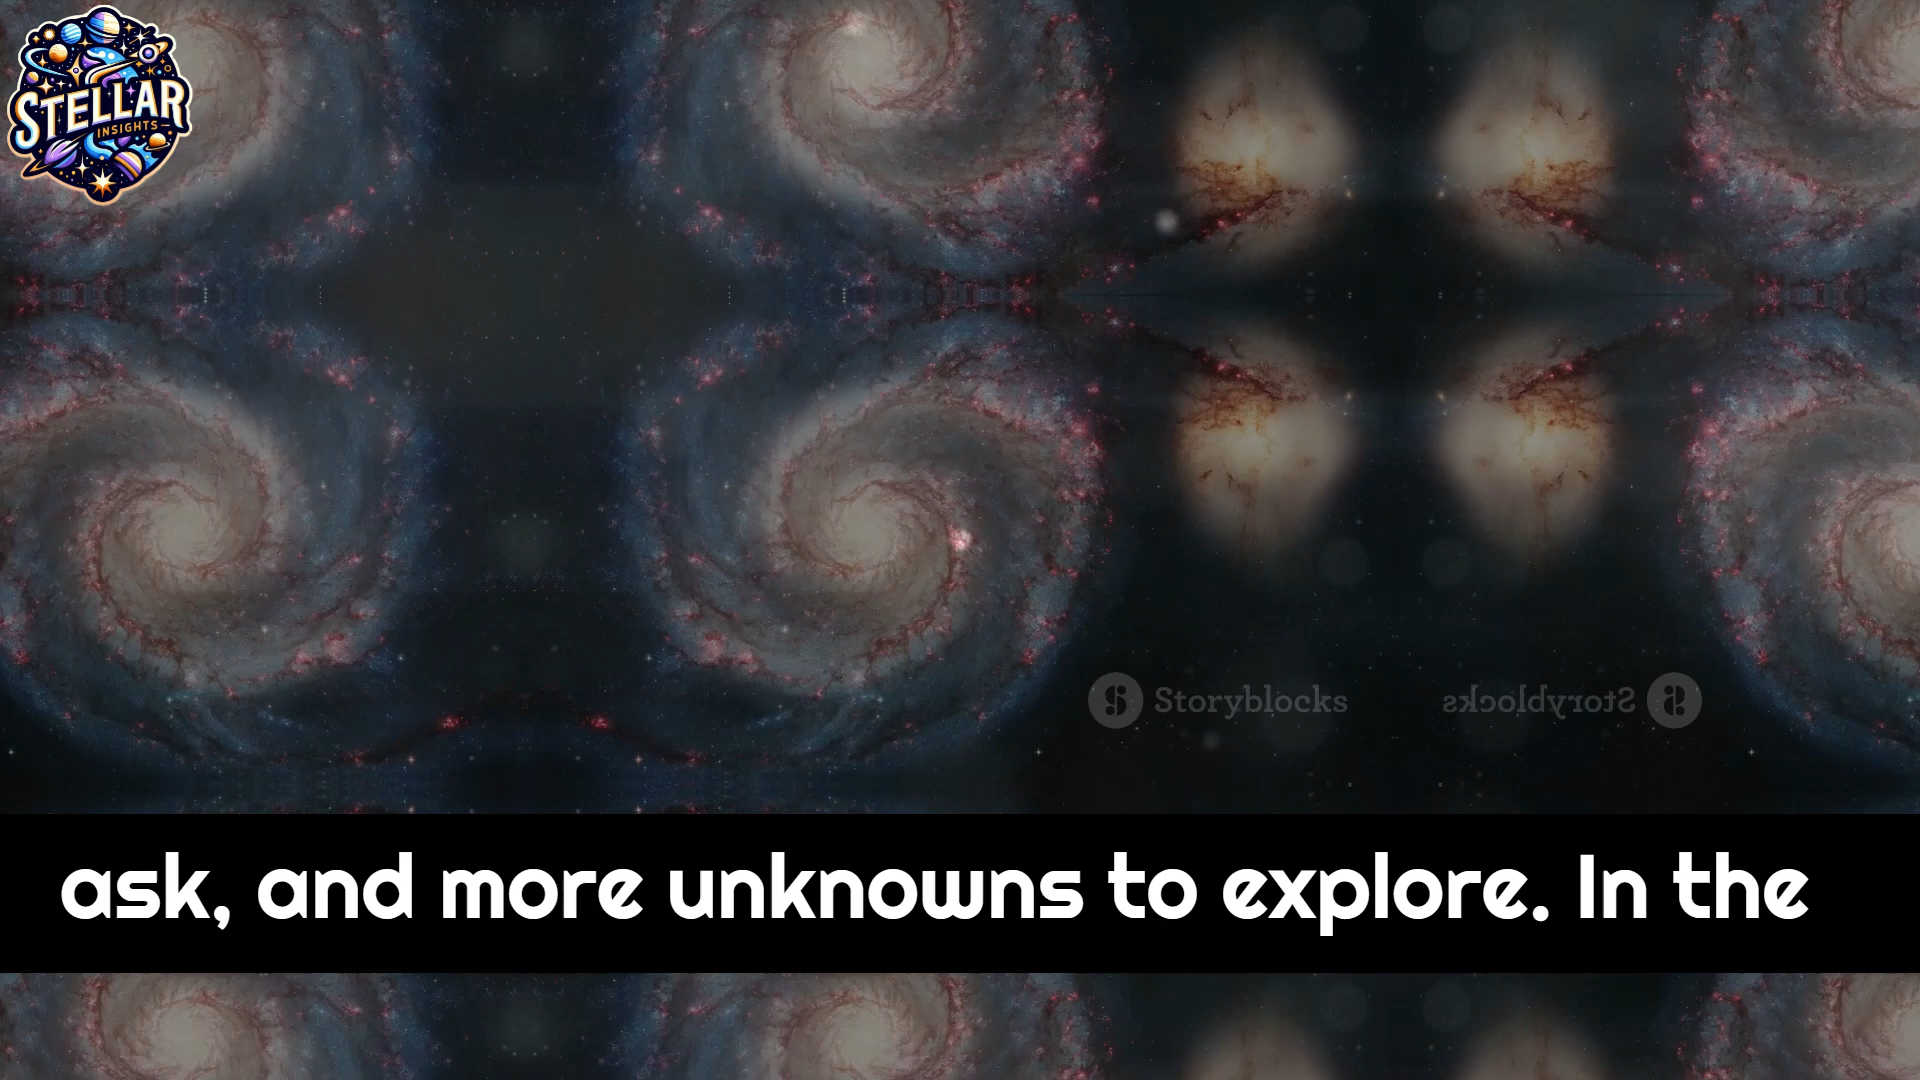 STELLAR
INSIGHTS
Storyblocks Storyblocks
ask, and more unknowns to explore. In the